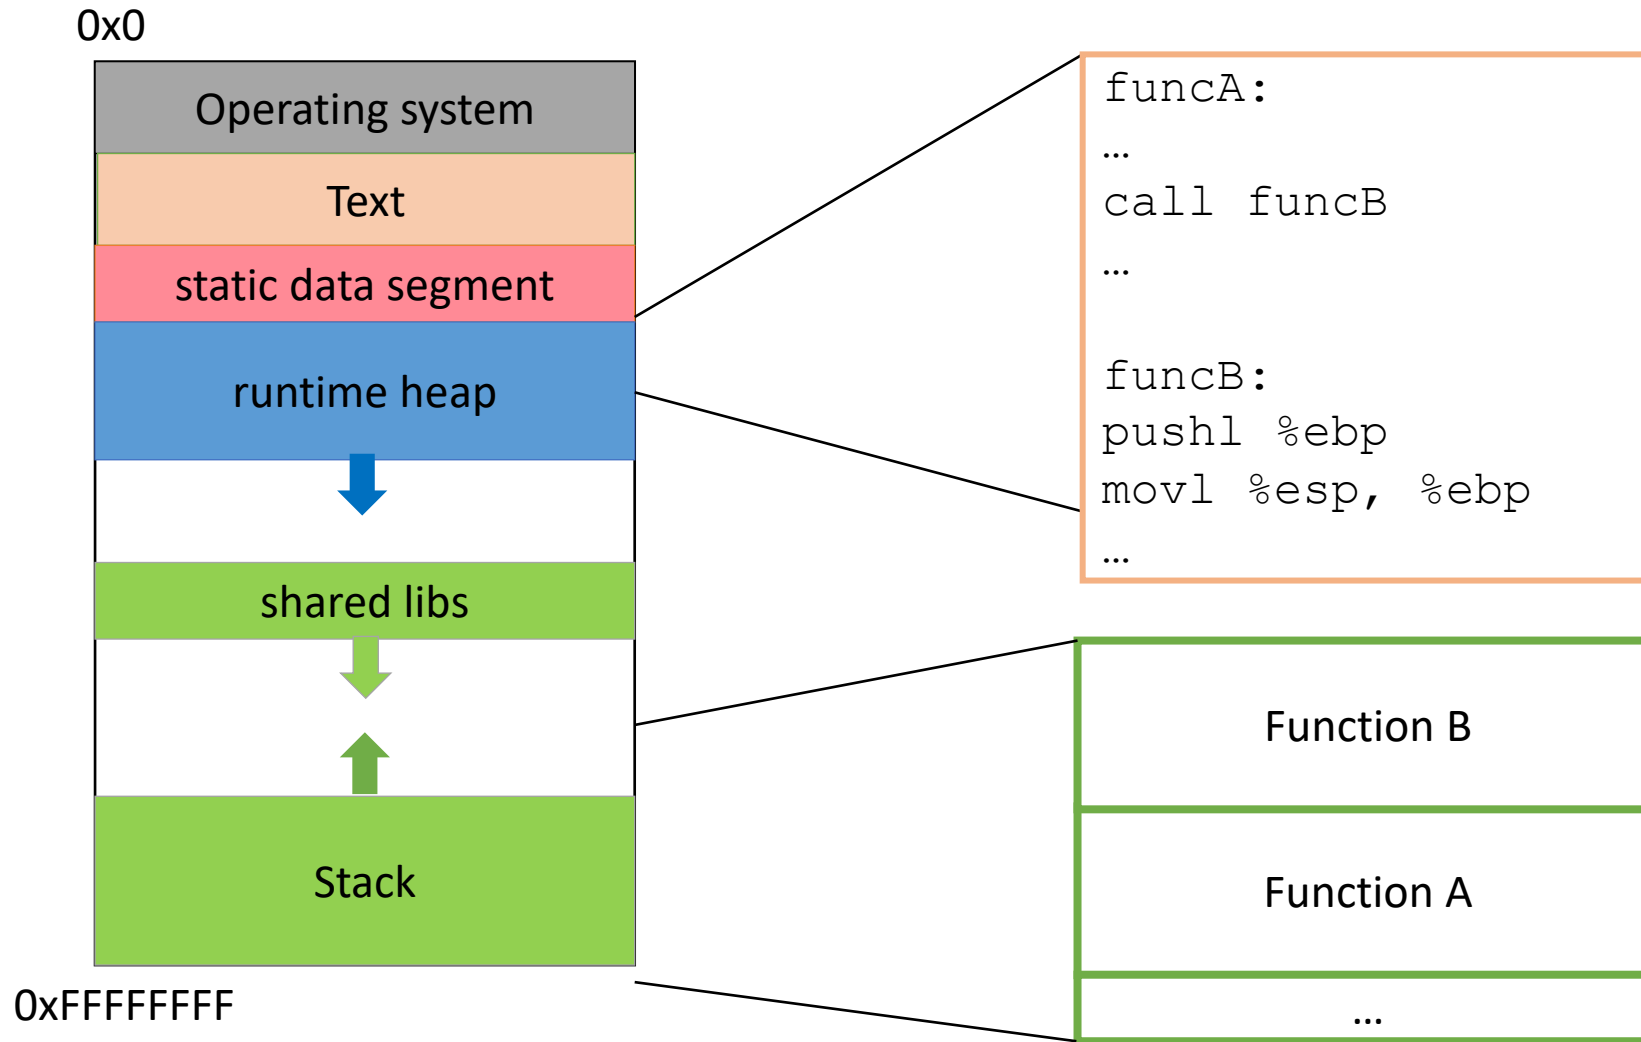 0x0
Operating system
Text
static data segment
runtime heap
shared libs
Stack
0xFFFFFFFF
funcA:
…
call funcB
…
funcB:
pushl %ebp
movl %esp, %ebp
…
Function B
Function A
…